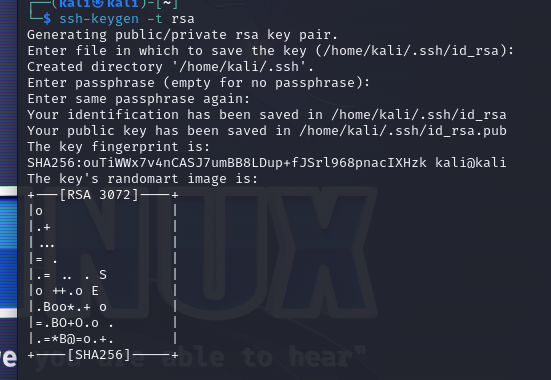 ┌──(kali㉿kali)-[~]
└─$ ssh-keygen -t rsa
Generating public/private rsa key pair.
Enter file in which to save the key (/home/kali/.ssh/id_rsa):
Created directory '/home/kali/.ssh'.
Enter passphrase (empty for no passphrase):
Enter same passphrase again:
Your identification has been saved in /home/kali/.ssh/id_rsa
Your public key has been saved in /home/kali/.ssh/id_rsa.pub
The key fingerprint is:
SHA256:ouTiWWx7v4nCASJ7umBB8LDup+fJSrl968pnacIXHzk kali@kali
The key's randomart image is:
+---[RSA 3072]----+
|o                |
|.+               |
|...              |
|= .              |
|.= .. . S        |
|o ++.o E         |
|.Boo*.+ o        |
|=.BO+O.o .       |
|.=*B@=o.+.       |
+----[SHA256]-----+
NUX
able to hear"